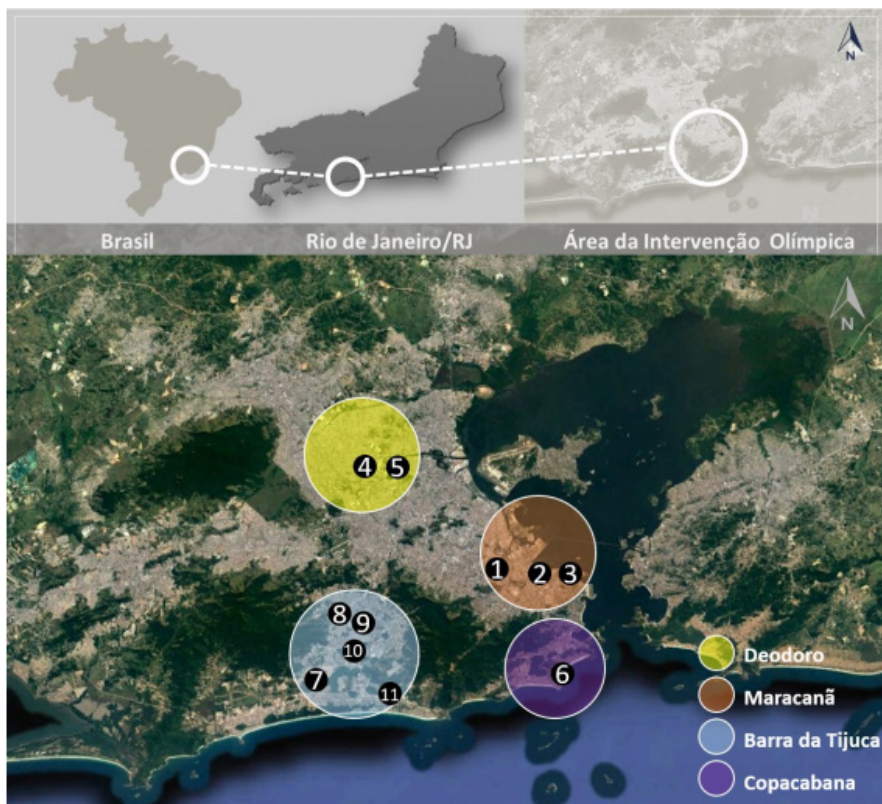 N
Brasil
Rio de Janeiro/RJ
Área da Intervenção Olímpica
N
4
5
1
2
3
8
9
10
7
11
6
Deodoro
Maracanã
Barra da Tijuca
Copacabana